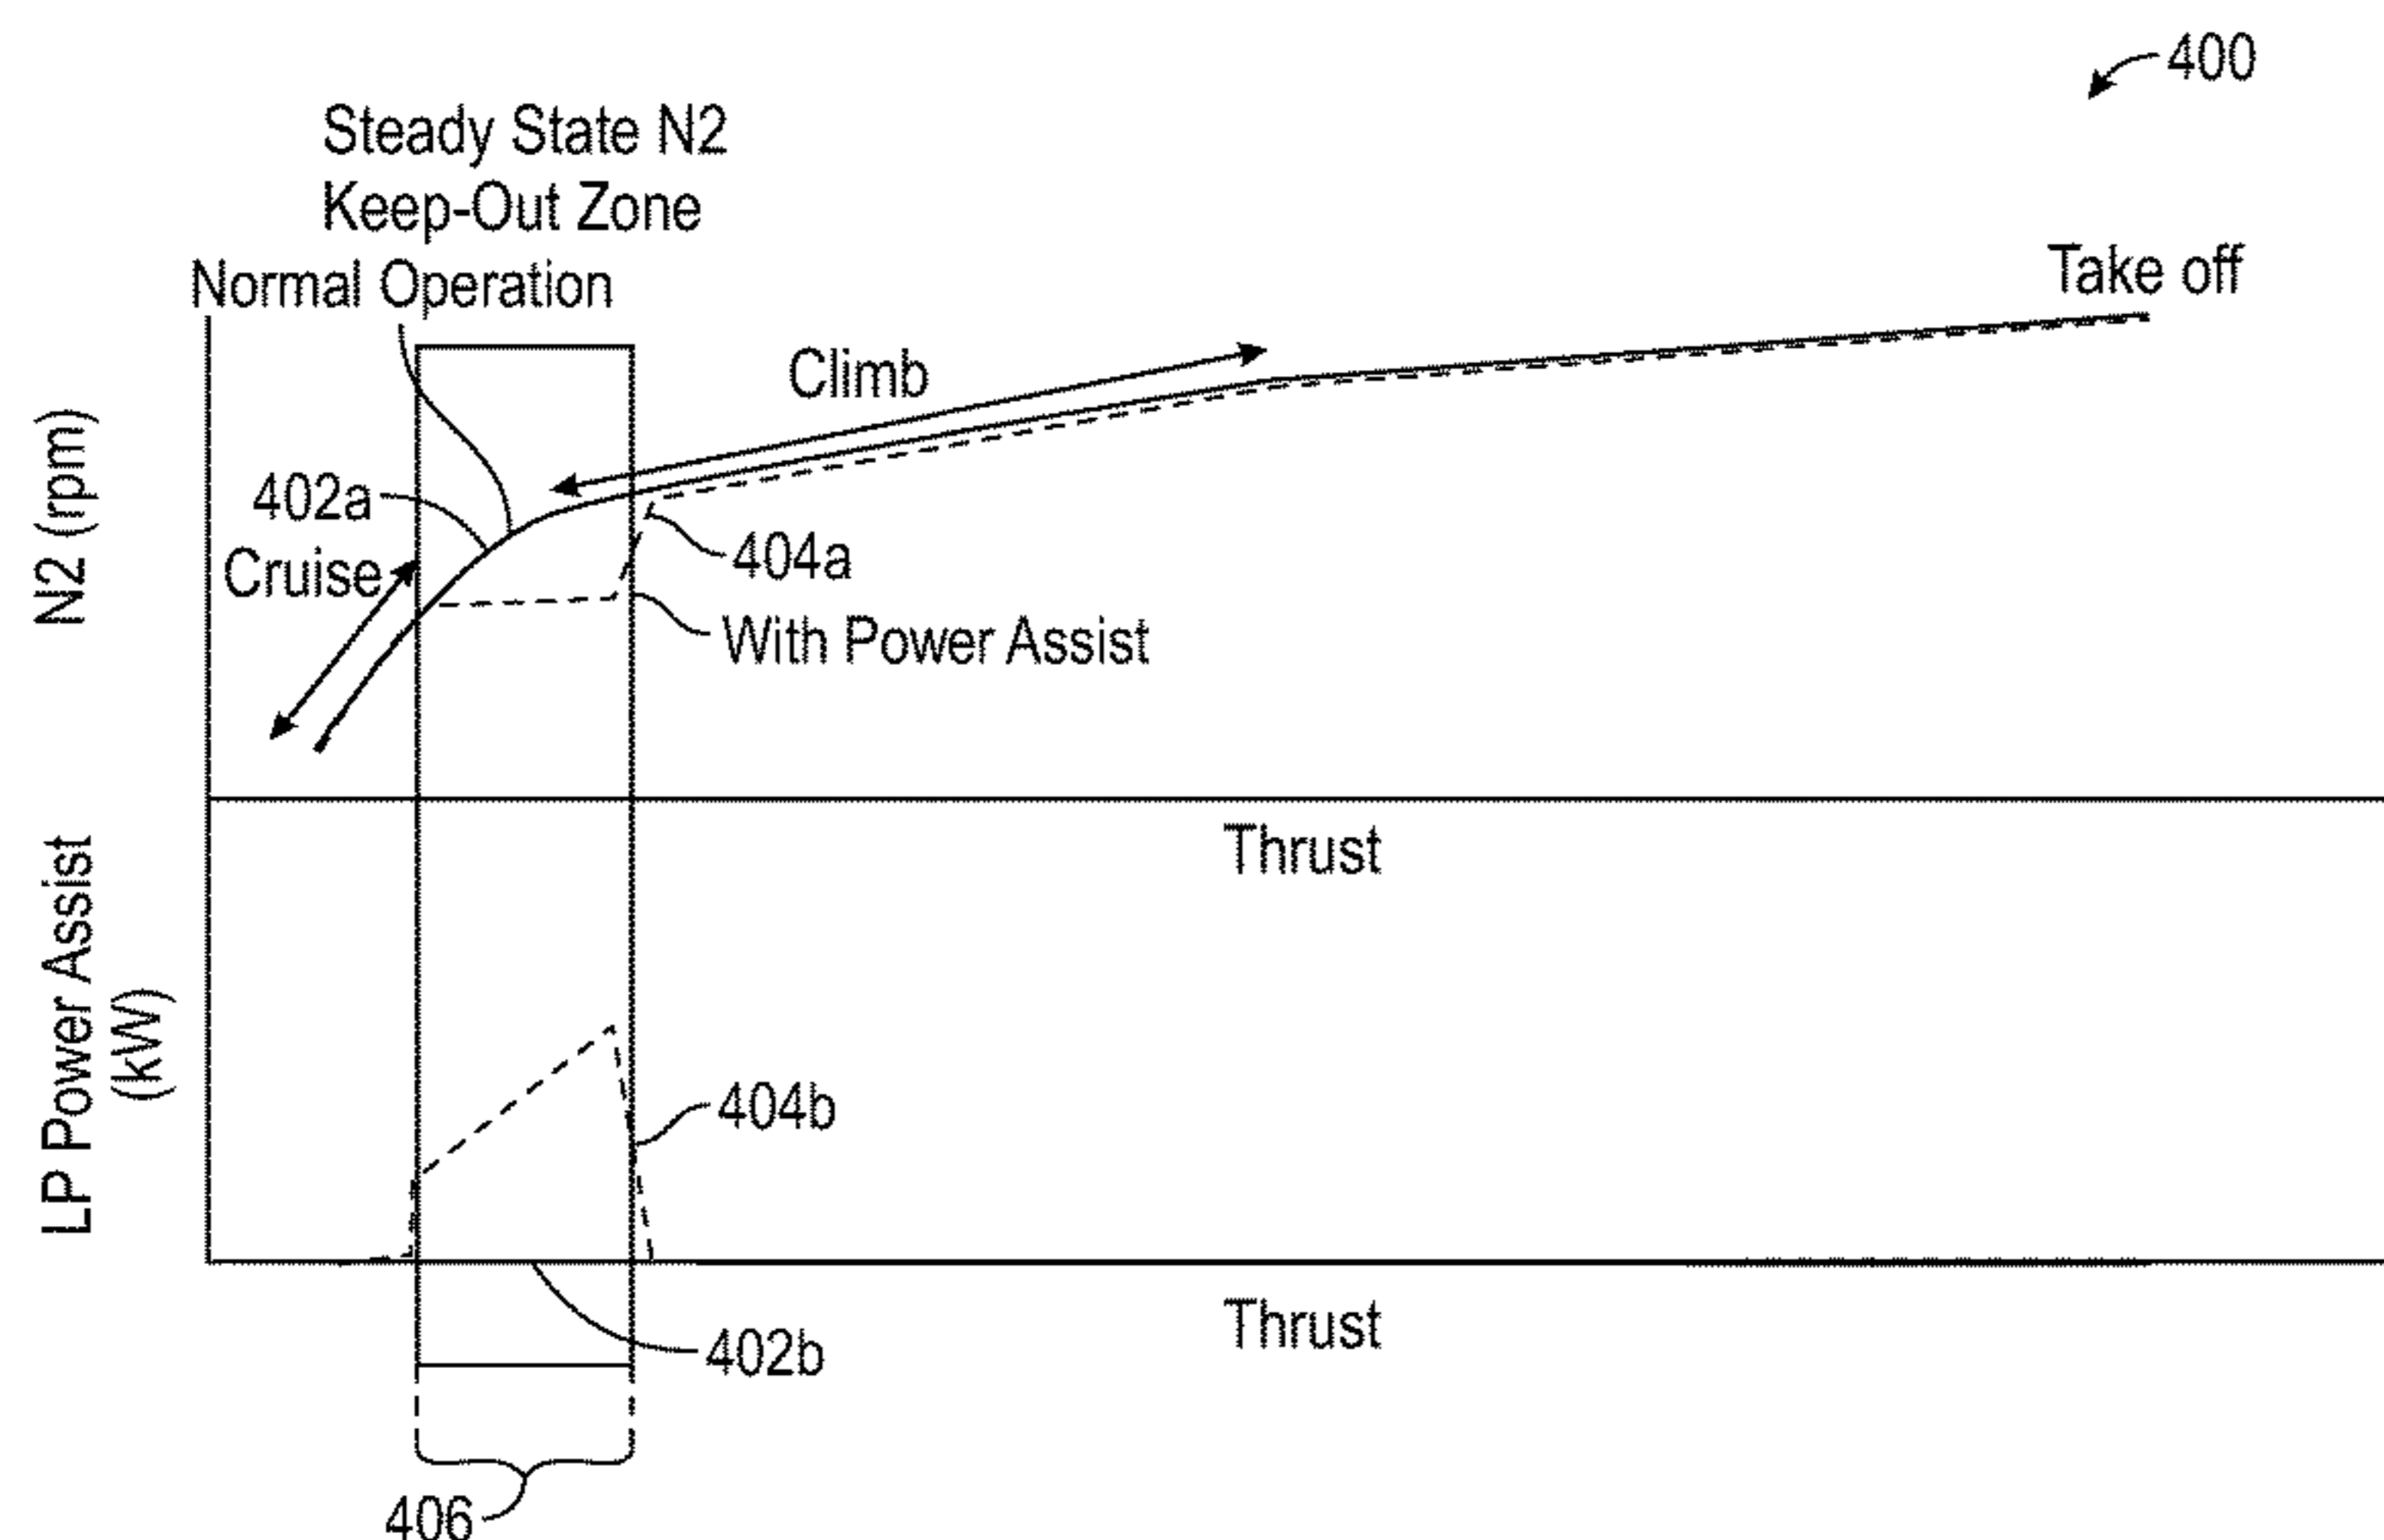 400
Steady State N2
Keep-Out Zone
Normal Operation
Take off
Climb
N2 (rpm)
402a
Cruise
404a
With Power Assist
Thrust
LP Power Assist
(kW)
404b
Thrust
402b
406